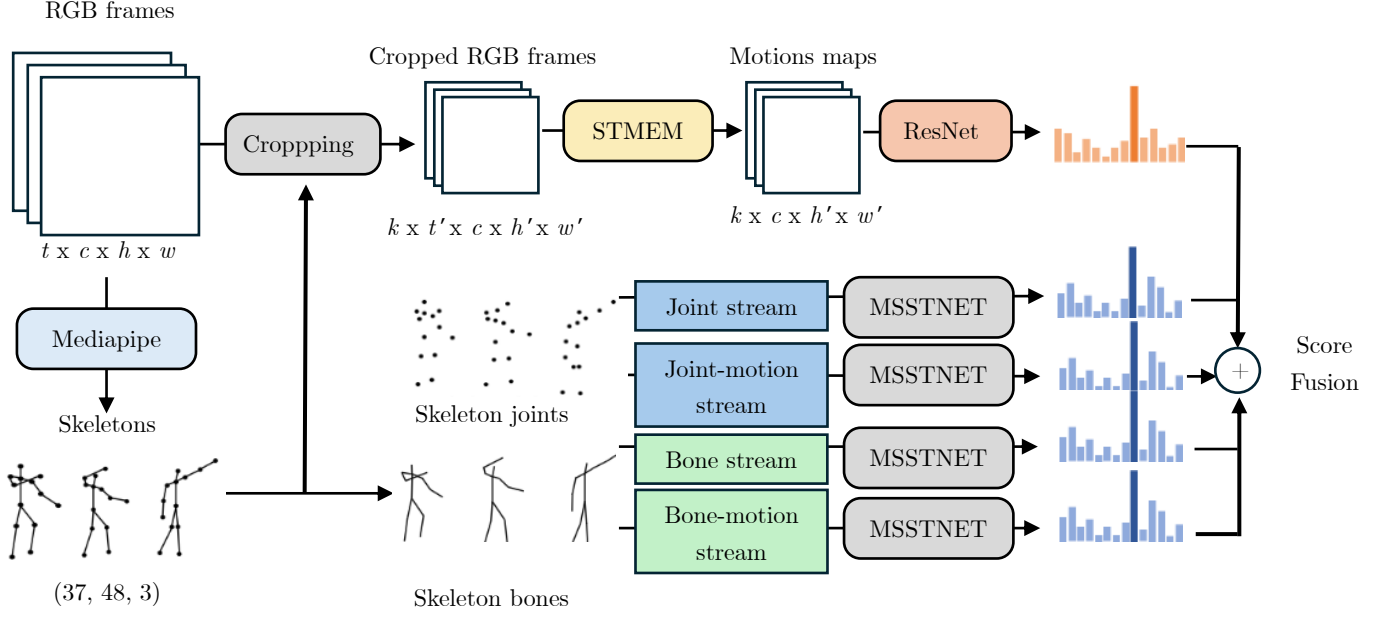 RGB frames
Cropped RGB frames
Motions maps
Croppping
STMEM
ResNet
t x c x h x w
k x t′ x c x h′ x w′
k x c x h′ x w′
Mediapipe
Skeletons
(37, 48, 3)
Skeleton joints
Skeleton bones
Joint stream
MSSTNET
Joint-motion
stream
MSSTNET
Bone stream
MSSTNET
Bone-motion
stream
MSSTNET
+
Score
Fusion